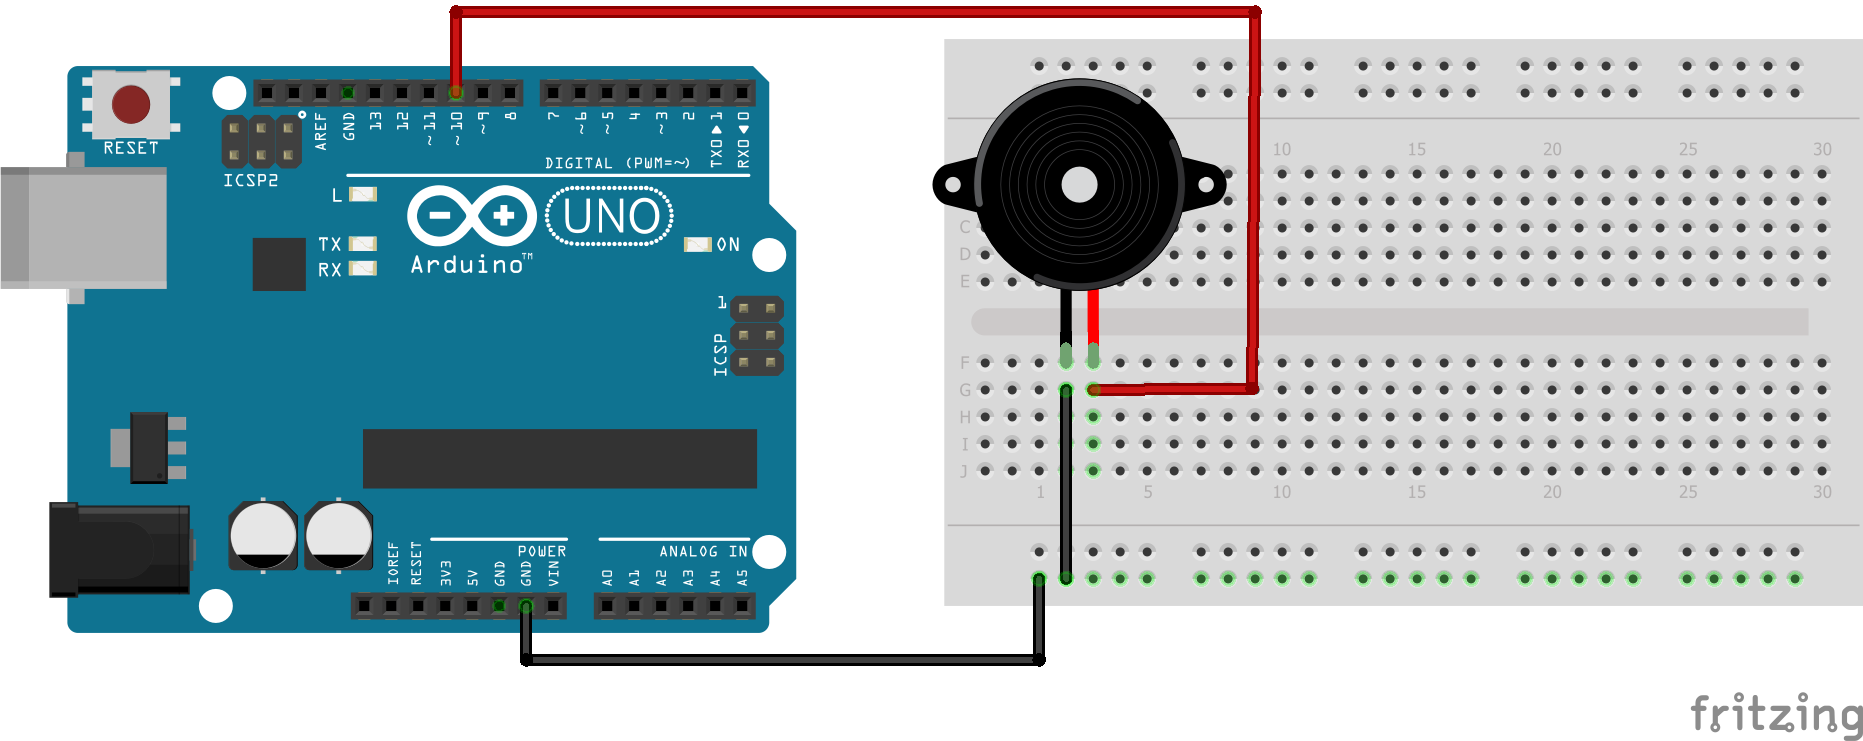 RESET
ICSP2
AREF
GND
13
12
~11
~10
~9
8
7
~6
~5
4
~3
2
TX0▶1
RX0◀0
DIGITAL (PWM=~)
L
TX
RX
UNO
ON
Arduino™
1
ICSP
IOREF
RESET
3V3
5V
GND
GND
VIN
POWER
ANALOG IN
A0
A1
A2
A3
A4
A5
10 15 20 25 30
C
D
E
F
G
H
I
J
1 5 10 15 20 25 30
fritzing